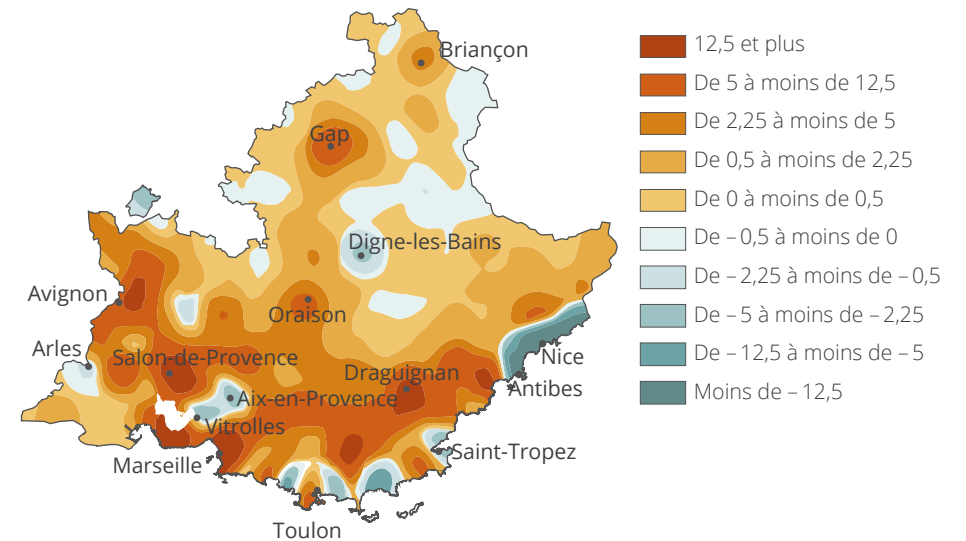 Briançon
Gap
Digne-les-Bains
Avignon
Oraison
Arles
Salon-de-Provence
Nice
Draguignan
Antibes
Aix-en-Provence
Vitrolles
Saint-Tropez
Marseille
Toulon
12,5 et plus
De 5 à moins de 12,5
De 2,25 à moins de 5
De 0,5 à moins de 2,25
De 0 à moins de 0,5
De – 0,5 à moins de 0
De – 2,25 à moins de – 0,5
De – 5 à moins de – 2,25
De – 12,5 à moins de – 5
Moins de – 12,5